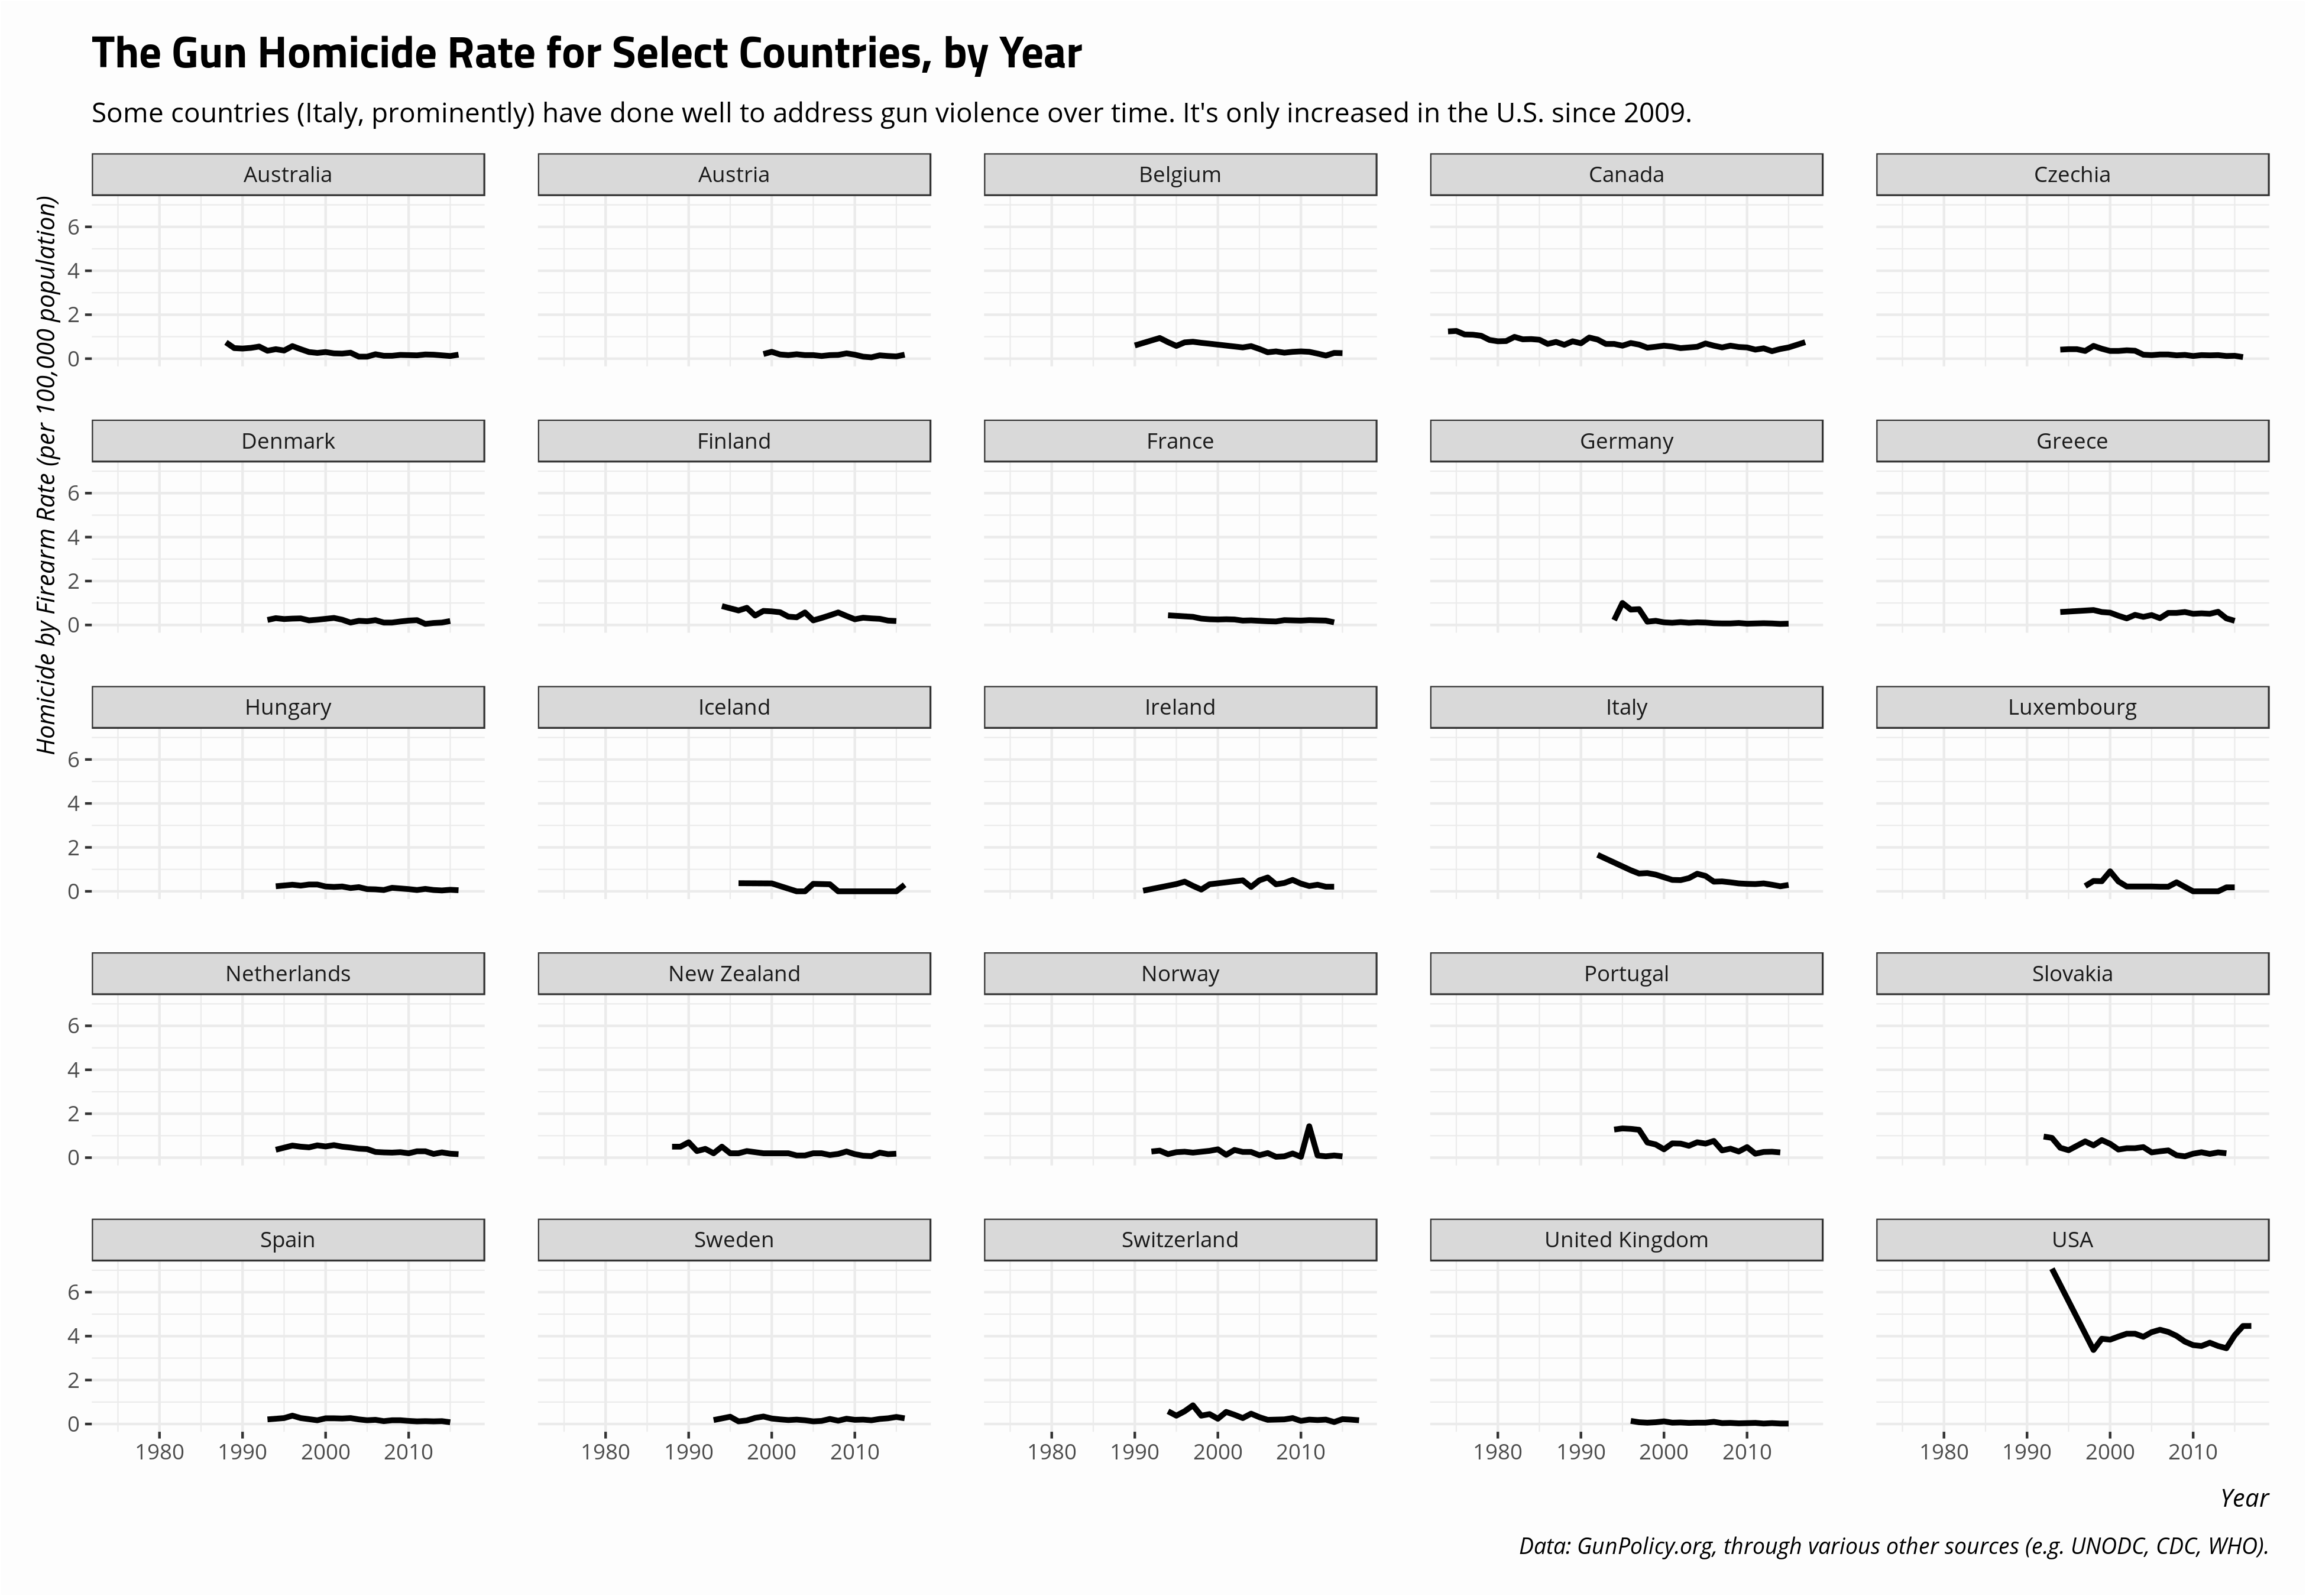 The Gun Homicide Rate for Select Countries, by Year
Some countries (Italy, prominently) have done well to address gun violence over time. It's only increased in the U.S. since 2009.
Homicide by Firearm Rate (per 100,000 population)
Australia
Austria
Belgium
Canada
Czechia
6
4
2
0
Denmark
Finland
France
Germany
Greece
6
4
2
0
Hungary
Iceland
Ireland
Italy
Luxembourg
6
4
2
0
Netherlands
New Zealand
Norway
Portugal
Slovakia
6
4
2
0
Spain
Sweden
Switzerland
United Kingdom
USA
6
4
2
0
1980 1990 2000 2010
1980 1990 2000 2010
1980 1990 2000 2010
1980 1990 2000 2010
1980 1990 2000 2010
Year
Data: GunPolicy.org, through various other sources (e.g. UNODC, CDC, WHO).